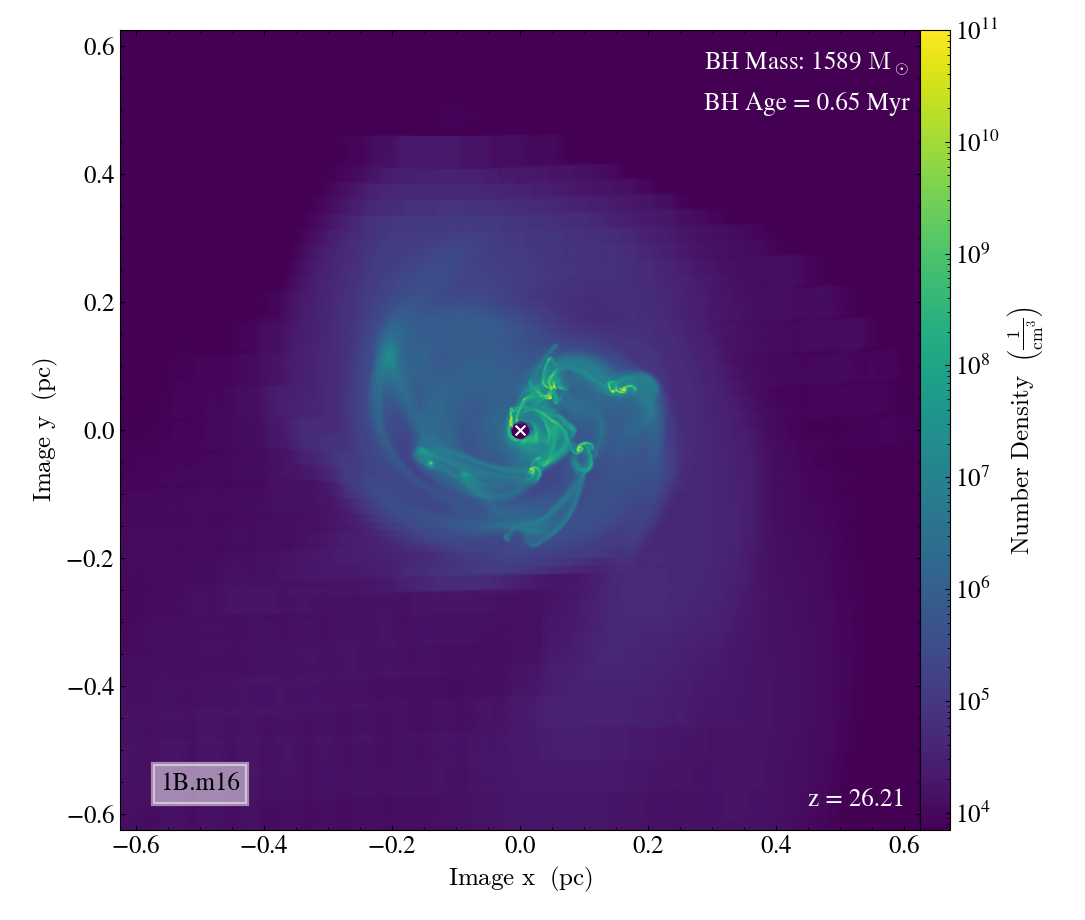 BH Mass: 1589 M⊙
BH Age = 0.65 Myr
0.6
0.4
0.2
0.0
−0.2
−0.4
−0.6
Image y (pc)
1B.m16
z = 26.21
−0.6 −0.4 −0.2 0.0 0.2 0.4 0.6
Image x (pc)
10¹¹
10¹⁰
10⁹
10⁸
10⁷
10⁶
10⁵
10⁴
Number Density (1/cm³)